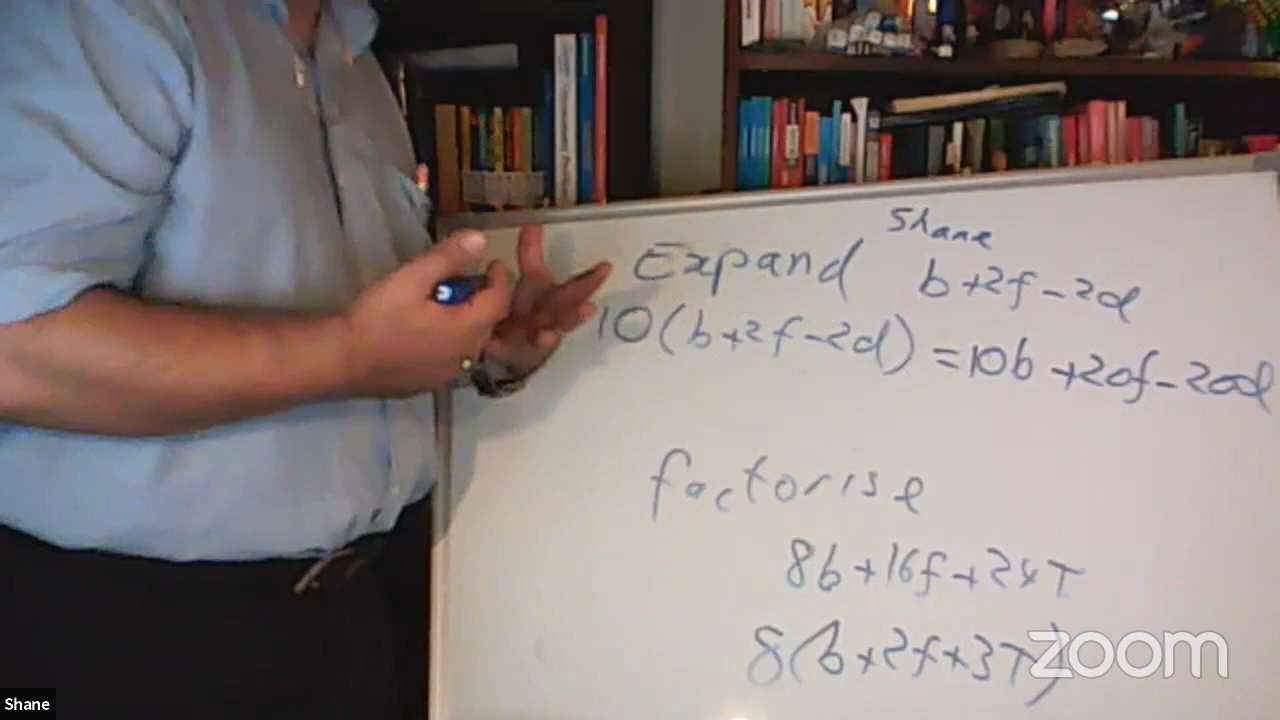 Shane
Expand b+2f-2d
10(b+2f-2d)=10b+20f-20d
factorise
8b+16f+24T
8(b+2f+3T)
zoom
Shane